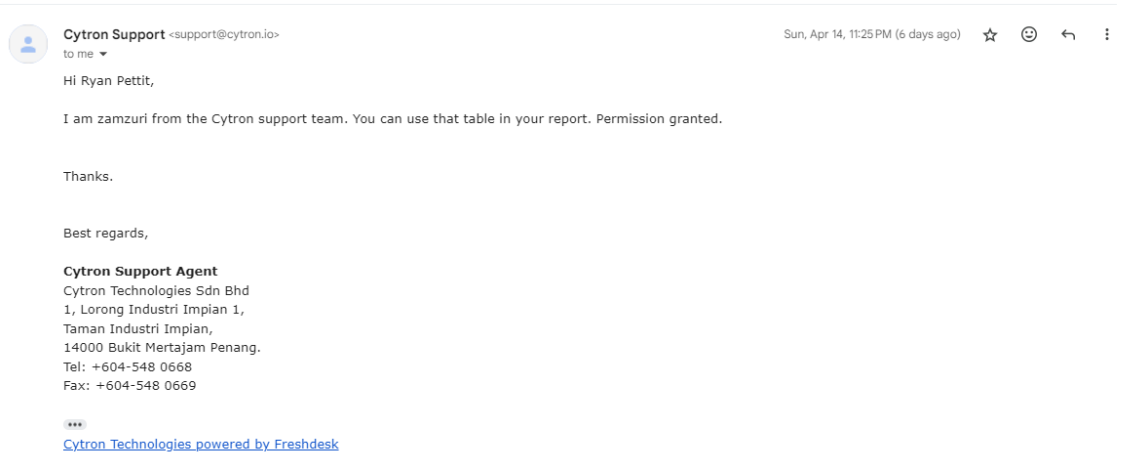 Cytron Support <support@cytron.io>
Sun, Apr 14, 11:25 PM (6 days ago)
to me
Hi Ryan Pettit,
I am zamzuri from the Cytron support team. You can use that table in your report. Permission granted.
Thanks.
Best regards,
Cytron Support Agent
Cytron Technologies Sdn Bhd
1, Lorong Industri Impian 1,
Taman Industri Impian,
14000 Bukit Mertajam Penang.
Tel: +604-548 0668
Fax: +604-548 0669
Cytron Technologies powered by Freshdesk